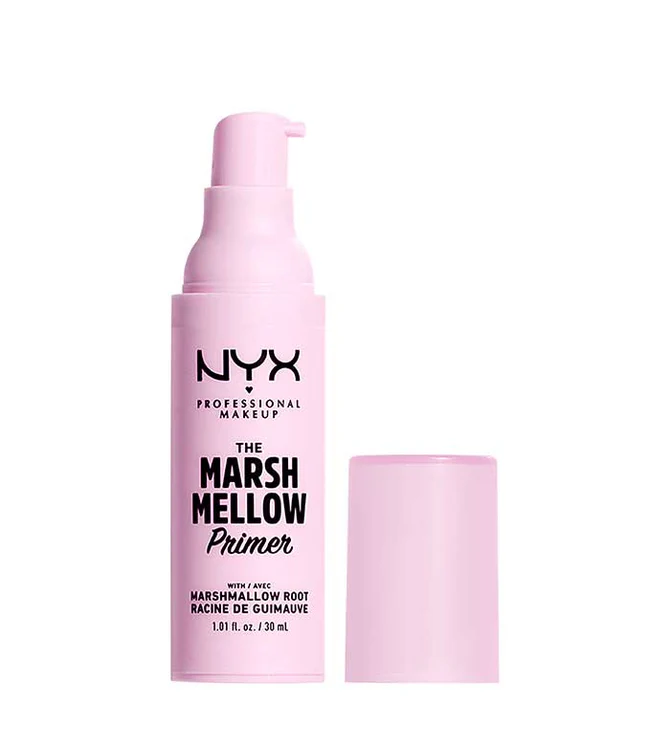 NYX
PROFESSIONAL
MAKEUP
THE
MARSH
MELLOW
Primer
WITH / AVEC
MARSHMALLOW ROOT
RACINE DE GUIMAUVE
1.01 fl. oz. / 30 mL